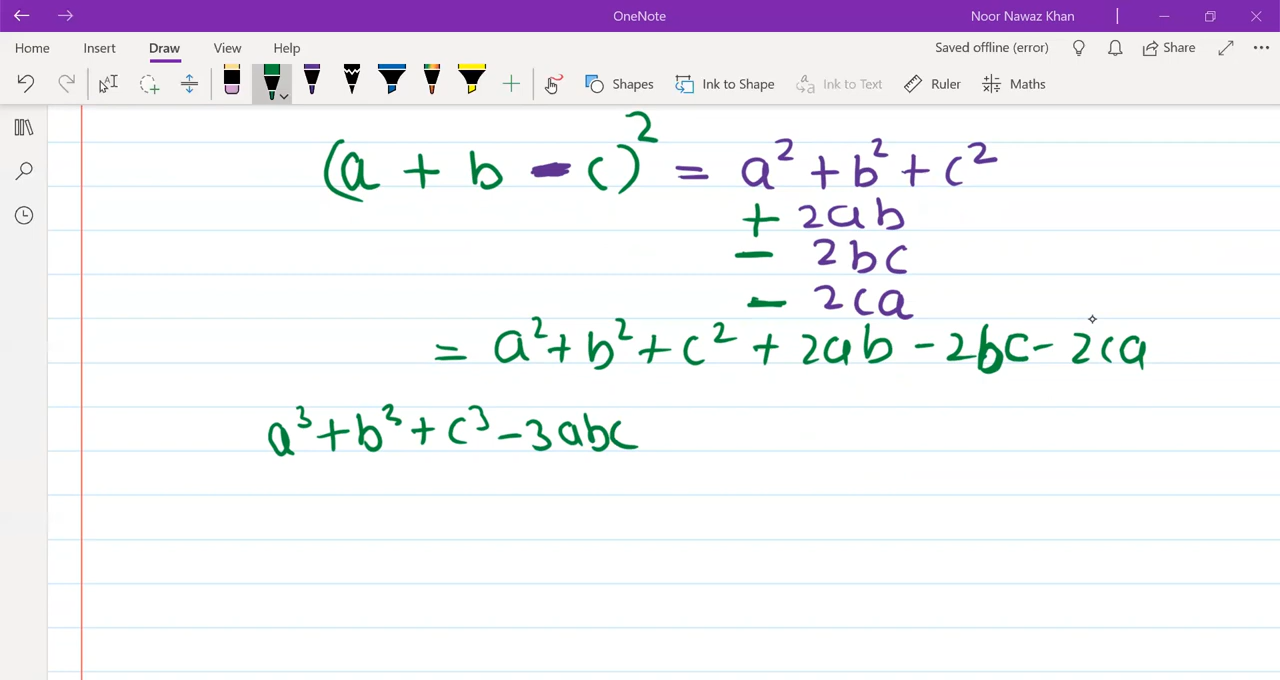 OneNote
Noor Nawaz Khan
Home Insert Draw View Help
Saved offline (error) Share
Shapes Ink to Shape Ink to Text Ruler Maths
(a + b - c)² = a² + b² + c²
+ 2ab
- 2bc
- 2ca
= a² + b² + c² + 2ab - 2bc - 2ca
a³ + b³ + c³ - 3abc